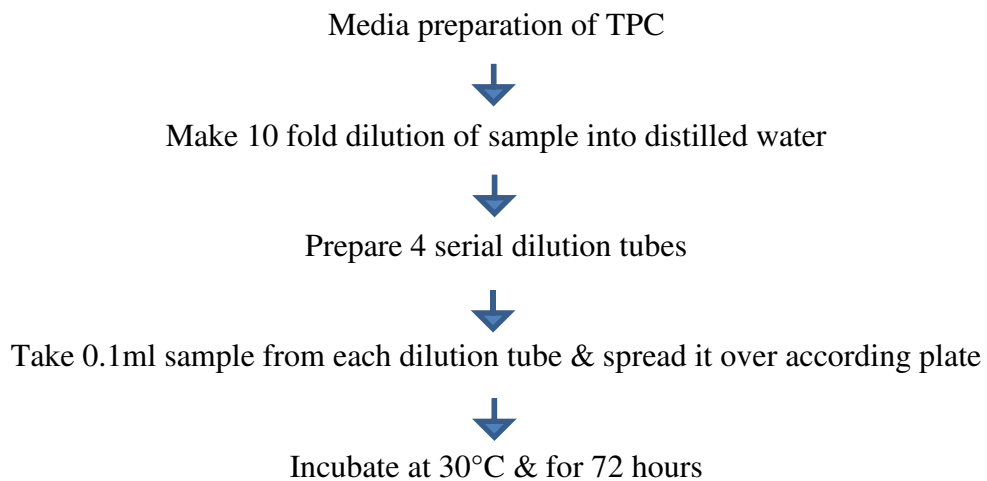 Media preparation of TPC
Make 10 fold dilution of sample into distilled water
Prepare 4 serial dilution tubes
Take 0.1ml sample from each dilution tube & spread it over according plate
Incubate at 30°C & for 72 hours